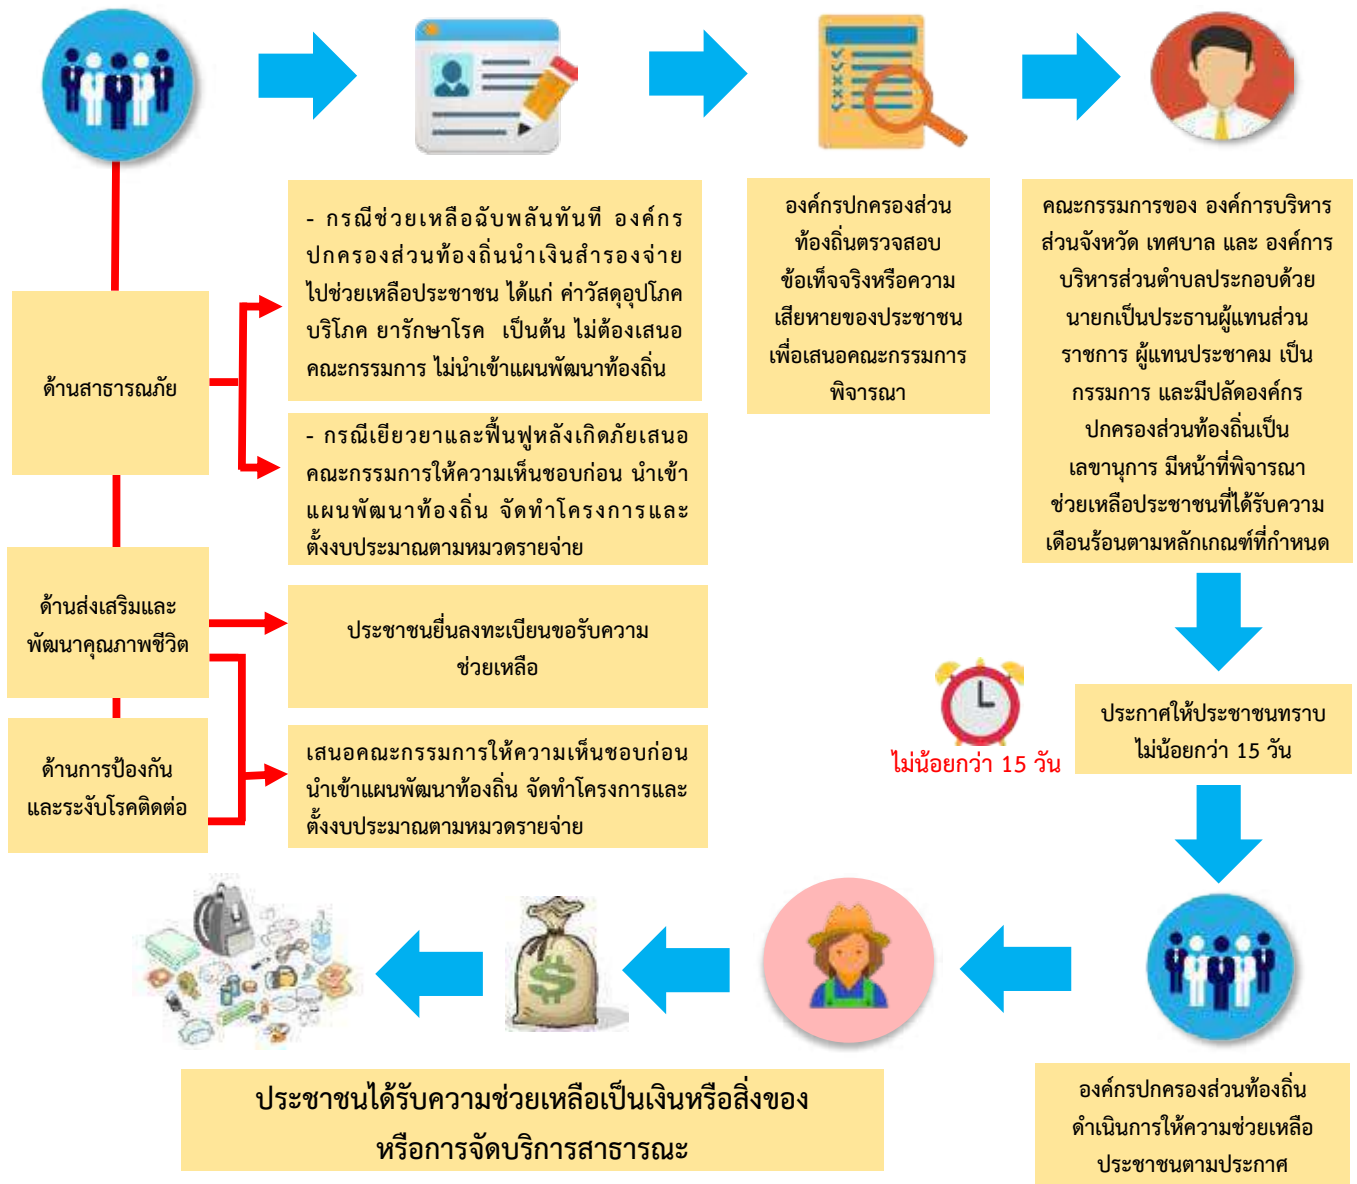 ด้านสาธารณภัย
- กรณีช่วยเหลือฉับพลันทันที องค์กร
ปกครองส่วนท้องถิ่นนำเงินสำรองจ่าย
ไปช่วยเหลือประชาชน ได้แก่ ค่าวัสดุอุปโภค
บริโภค ยารักษาโรค เป็นต้น ไม่ต้องเสนอ
คณะกรรมการ ไม่นำเข้าแผนพัฒนาท้องถิ่น
- กรณีเยียวยาและฟื้นฟูหลังเกิดภัยเสนอ
คณะกรรมการให้ความเห็นชอบก่อน นำเข้า
แผนพัฒนาท้องถิ่น จัดทำโครงการและ
ตั้งงบประมาณตามหมวดรายจ่าย
ด้านส่งเสริมและ
พัฒนาคุณภาพชีวิต
ประชาชนยื่นลงทะเบียนขอรับความ
ช่วยเหลือ
ด้านการป้องกัน
และระงับโรคติดต่อ
เสนอคณะกรรมการให้ความเห็นชอบก่อน
นำเข้าแผนพัฒนาท้องถิ่น จัดทำโครงการและ
ตั้งงบประมาณตามหมวดรายจ่าย
องค์กรปกครองส่วน
ท้องถิ่นตรวจสอบ
ข้อเท็จจริงหรือความ
เสียหายของประชาชน
เพื่อเสนอคณะกรรมการ
พิจารณา
คณะกรรมการของ องค์การบริหาร
ส่วนจังหวัด เทศบาล และ องค์การ
บริหารส่วนตำบลประกอบด้วย
นายกเป็นประธานผู้แทนส่วน
ราชการ ผู้แทนประชาคม เป็น
กรรมการ และมีปลัดองค์กร
ปกครองส่วนท้องถิ่นเป็น
เลขานุการ มีหน้าที่พิจารณา
ช่วยเหลือประชาชนที่ได้รับความ
เดือนร้อนตามหลักเกณฑ์ที่กำหนด
ไม่น้อยกว่า 15 วัน
ประกาศให้ประชาชนทราบ
ไม่น้อยกว่า 15 วัน
องค์กรปกครองส่วนท้องถิ่น
ดำเนินการให้ความช่วยเหลือ
ประชาชนตามประกาศ
ประชาชนได้รับความช่วยเหลือเป็นเงินหรือสิ่งของ
หรือการจัดบริการสาธารณะ